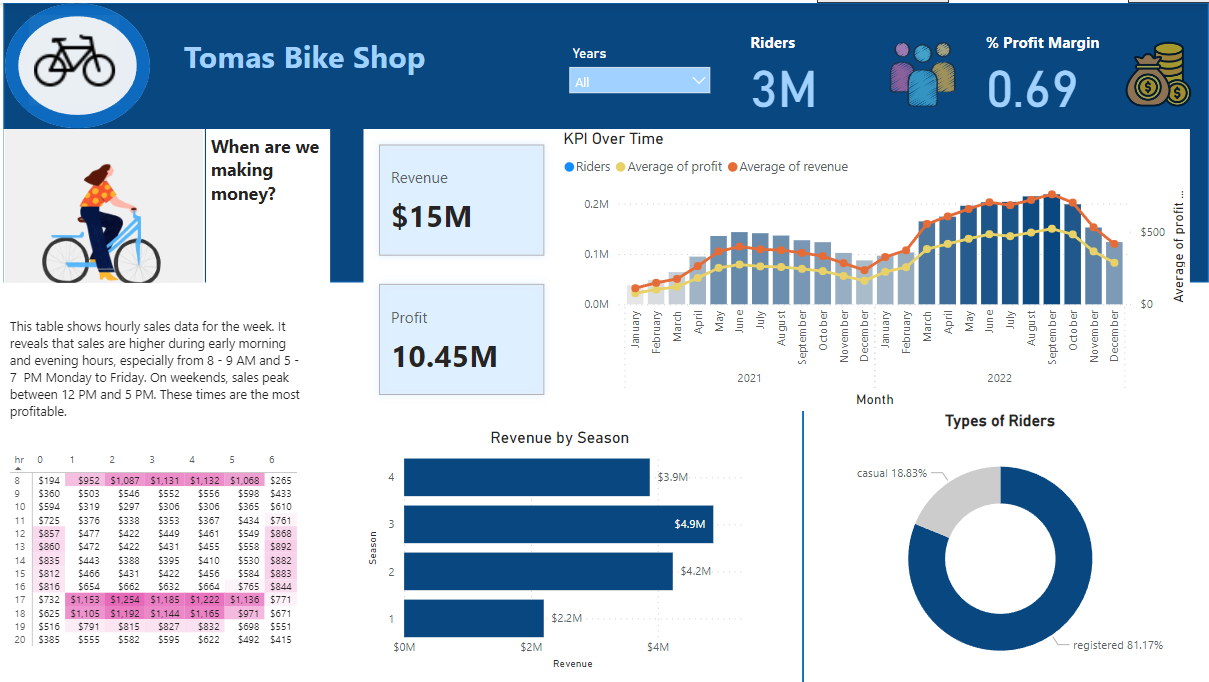 Tomas Bike Shop
Years
All
Riders
3M
% Profit Margin
0.69
When are we
making
money?
Revenue
$15M
Profit
10.45M
KPI Over Time
Riders Average of profit Average of revenue
0.2M
0.1M
0.0M
$500
$0
Average of profit ...
January February March April May June July August September October November December January February March April May June July August September October November December
2021 2022
Month
This table shows hourly sales data for the week. It
reveals that sales are higher during early morning
and evening hours, especially from 8 - 9 AM and 5 -
7 PM Monday to Friday. On weekends, sales peak
between 12 PM and 5 PM. These times are the most
profitable.
hr 0 1 2 3 4 5 6
8 $194 $952 $1,087 $1,131 $1,132 $1,068 $265
9 $360 $503 $546 $552 $556 $598 $433
10 $594 $319 $297 $306 $306 $365 $610
11 $725 $376 $338 $353 $367 $434 $761
12 $857 $477 $422 $449 $461 $549 $868
13 $860 $472 $422 $431 $455 $558 $892
14 $835 $443 $388 $395 $410 $530 $882
15 $812 $466 $431 $422 $456 $584 $883
16 $816 $654 $662 $632 $664 $765 $844
17 $732 $1,153 $1,254 $1,185 $1,222 $1,136 $771
18 $625 $1,105 $1,192 $1,144 $1,165 $971 $671
19 $516 $791 $815 $827 $832 $698 $551
20 $385 $555 $582 $595 $622 $492 $415
Revenue by Season
Season
4 $3.9M
3 $4.9M
2 $4.2M
1 $2.2M
$0M $2M $4M
Revenue
Types of Riders
casual 18.83%
registered 81.17%